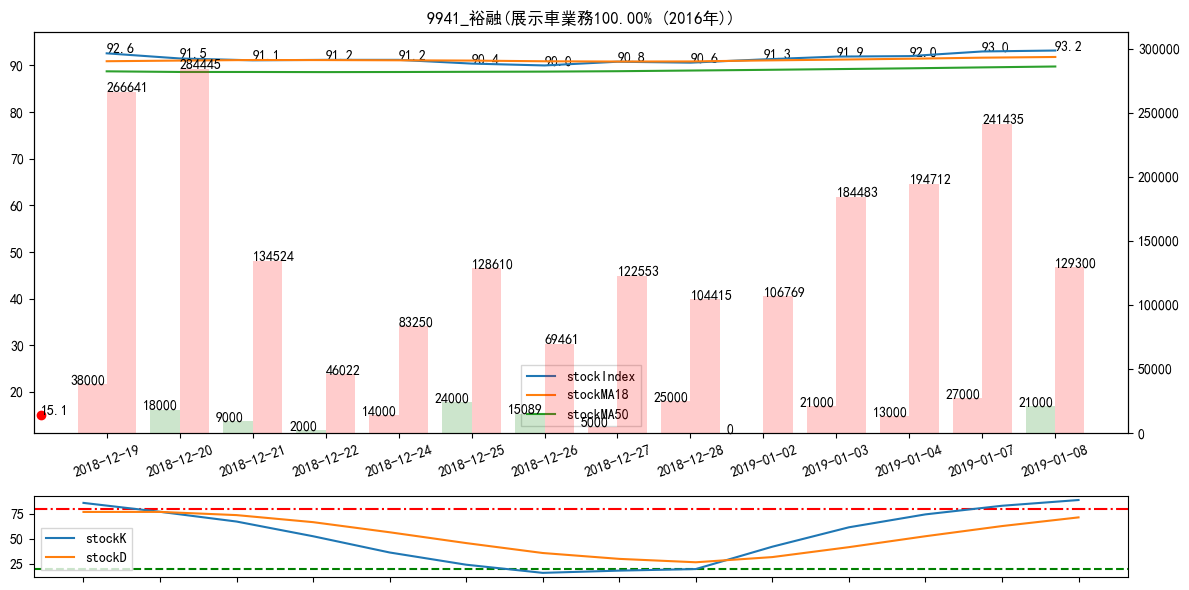 9941_裕融(展示車業務100.00% (2016年))
92.6 91.5 91.1 91.2 91.2 90.4 90.0 90.8 90.6 91.3 91.9 92.0 93.0 93.2
90 80 70 60 50 40 30 20
300000 250000 200000 150000 100000 50000 0
266641 284445 134524 46022 83250 128610 69461 122553 104415 106769 184483 194712 241435 129300
38000 18000 9000 2000 14000 24000 15089 5000 25000 0 21000 13000 27000 21000
15.1
stockIndex
stockMA18
stockMA50
2018-12-19 2018-12-20 2018-12-21 2018-12-22 2018-12-24 2018-12-25 2018-12-26 2018-12-27 2018-12-28 2019-01-02 2019-01-03 2019-01-04 2019-01-07 2019-01-08
75 50 25
stockK
stockD